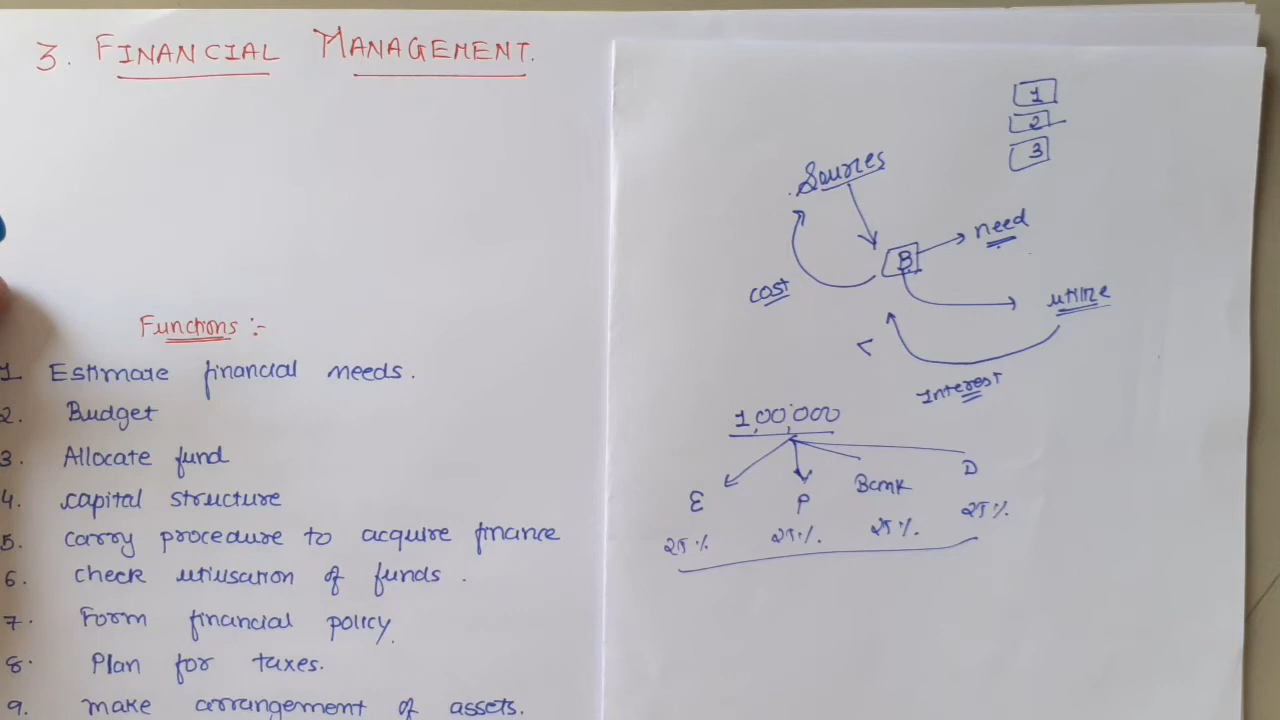 3. FINANCIAL MANAGEMENT.
Functions :-
1 Estimate financial needs.
2. Budget
3. Allocate fund
4. capital structure
5. carry procedure to acquire finance
6. check utilisation of funds.
7. Form financial policy.
8. Plan for taxes.
9. make arrangement of assets.
1
2
3
Sources
B
need
cost
utilize
<
Interest
1,00,000
E P Bank D
25% 25% 25% 25%